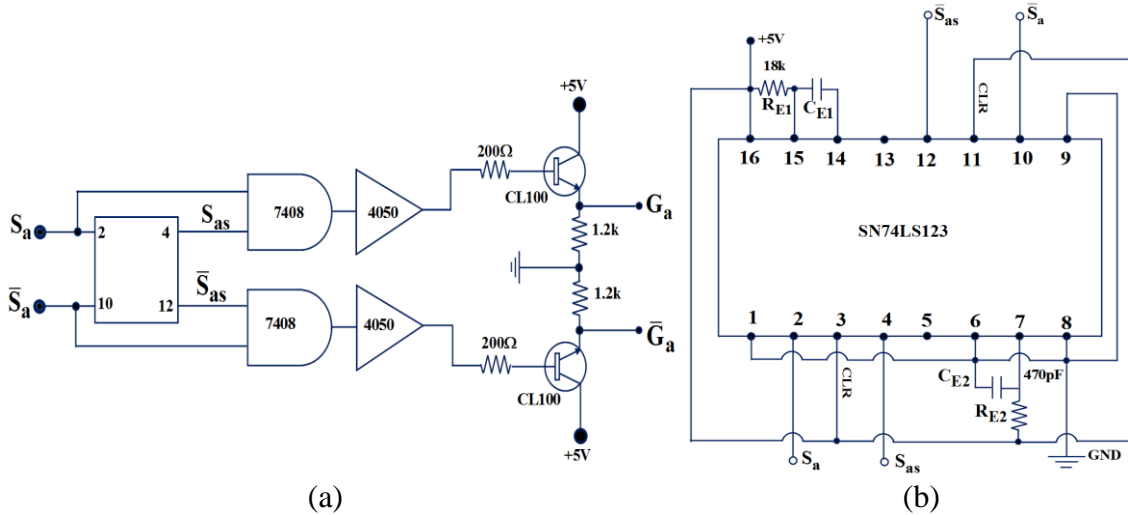 +5V
200Ω
CL100
7408
4050
Sa
Sas
Ga
1.2k
2
4
S̄a
S̄as
10
12
1.2k
Ḡa
7408
4050
200Ω
CL100
+5V
(a)
S̄as
S̄a
+5V
18k
RE1
CE1
CLR
16 15 14 13 12 11 10 9
SN74LS123
1 2 3 4 5 6 7 8
CE2
470pF
CLR
RE2
Sa
Sas
GND
(b)